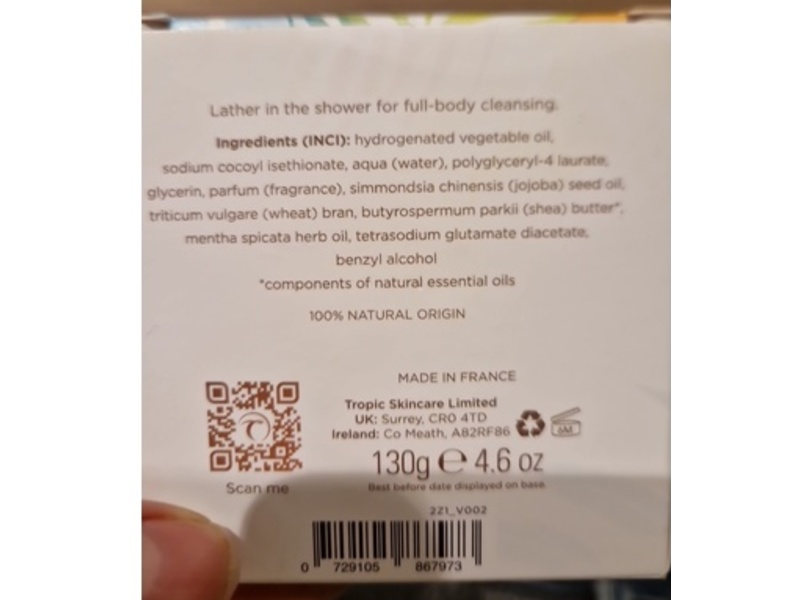 Lather in the shower for full-body cleansing.
Ingredients (INCI): hydrogenated vegetable oil,
sodium cocoyl isethionate, aqua (water), polyglyceryl-4 laurate,
glycerin, parfum (fragrance), simmondsia chinensis (jojoba) seed oil,
triticum vulgare (wheat) bran, butyrospermum parkii (shea) butter*,
mentha spicata herb oil, tetrasodium glutamate diacetate,
benzyl alcohol
*components of natural essential oils
100% NATURAL ORIGIN
MADE IN FRANCE
Tropic Skincare Limited
UK: Surrey, CR0 4TD
Ireland: Co Meath, A82RF86
6M
130g e 4.6 oz
Scan me
Best before date displayed on base.
2Z1_V002
0 729105 867973